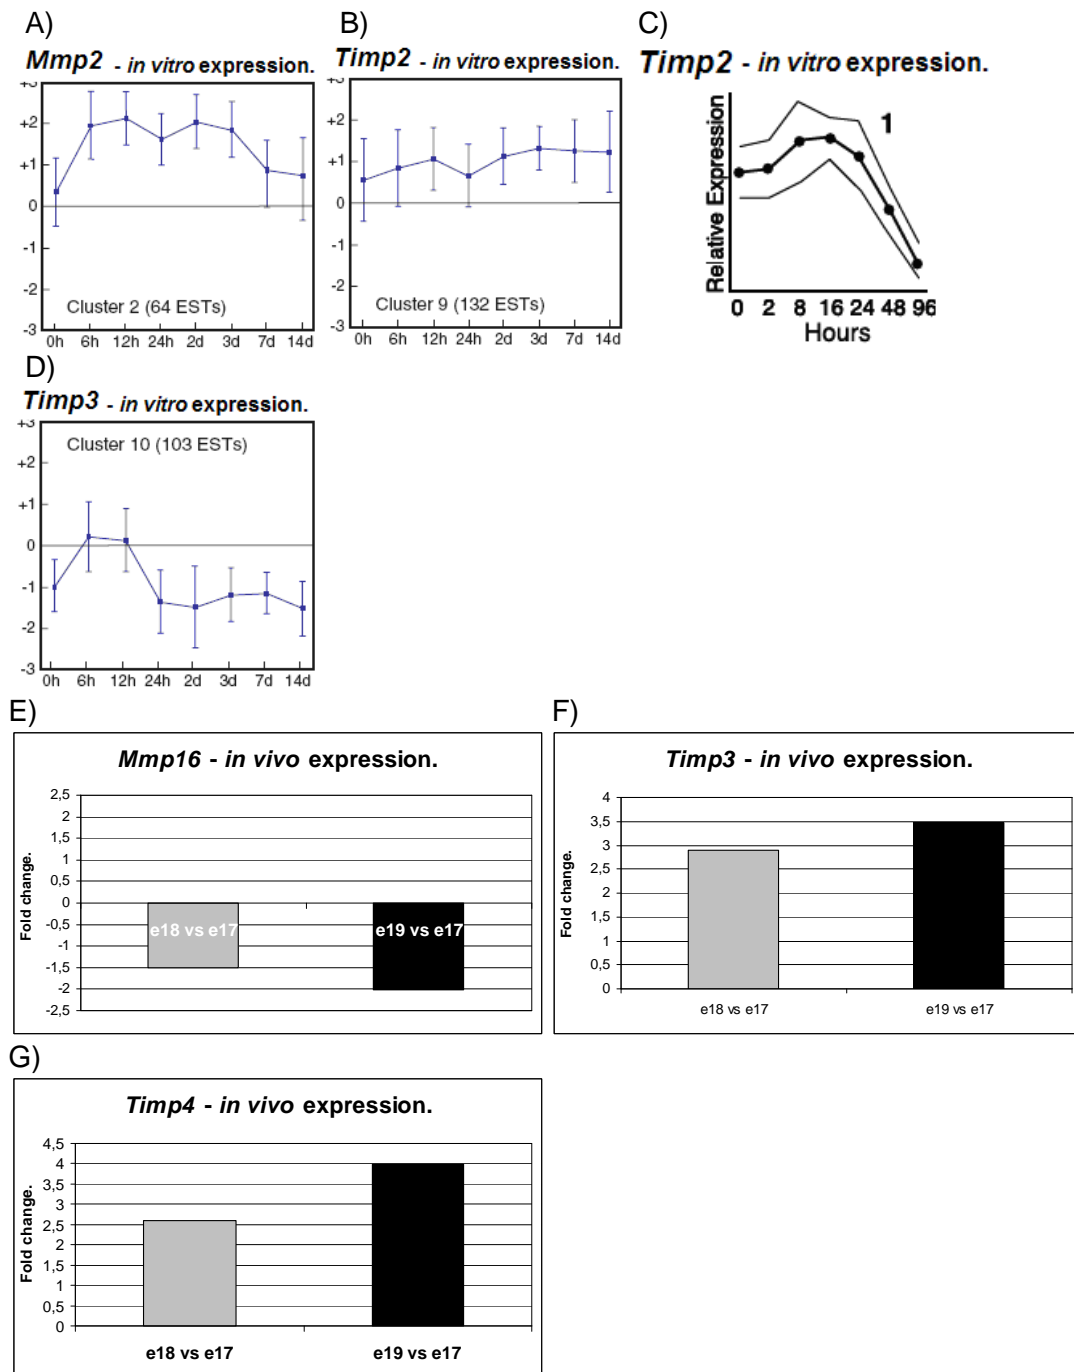 A)
Mmp2 - in vitro expression.
+3
+2
+1
0
-1
-2
-3
Cluster 2 (64 ESTs)
0h 6h 12h 24h 2d 3d 7d 14d
B)
Timp2 - in vitro expression.
+3
+2
+1
0
-1
-2
-3
Cluster 9 (132 ESTs)
0h 6h 12h 24h 2d 3d 7d 14d
C)
Timp2 - in vitro expression.
Relative Expression
1
0 2 8 16 24 48 96
Hours
D)
Timp3 - in vitro expression.
+3
+2
+1
0
-1
-2
-3
Cluster 10 (103 ESTs)
0h 6h 12h 24h 2d 3d 7d 14d
E)
Mmp16 - in vivo expression.
Fold change.
2,5
2
1,5
1
0,5
0
-0,5
-1
-1,5
-2
-2,5
e18 vs e17
e19 vs e17
F)
Timp3 - in vivo expression.
Fold change.
4
3,5
3
2,5
2
1,5
1
0,5
0
e18 vs e17
e19 vs e17
G)
Timp4 - in vivo expression.
Fold change.
4,5
4
3,5
3
2,5
2
1,5
1
0,5
0
e18 vs e17
e19 vs e17